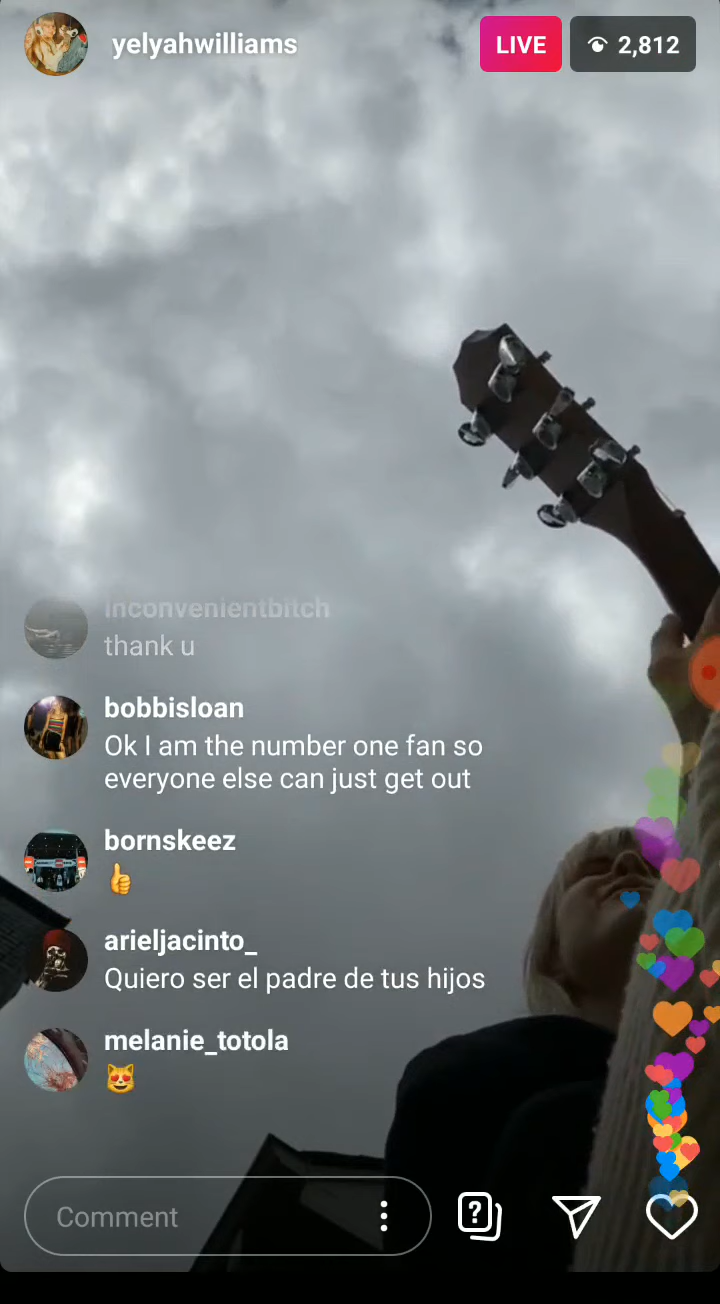 yelyahwilliams
LIVE
2,812
inconvenientbitch
thank u
bobbisloan
Ok I am the number one fan so
everyone else can just get out
bornskeez
👍
arieljacinto_
Quiero ser el padre de tus hijos
melanie_totola
😻
Comment
?